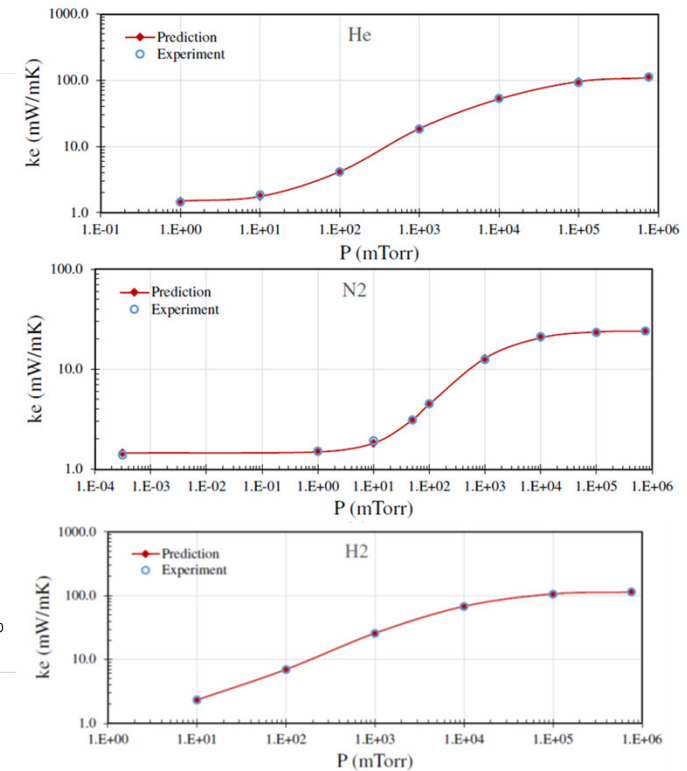 1000.0
He
Prediction
Experiment
100.0
ke (mW/mK)
10.0
1.0
1.E-01 1.E+00 1.E+01 1.E+02 1.E+03 1.E+04 1.E+05 1.E+06
P (mTorr)
100.0
N2
Prediction
Experiment
ke (mW/mK)
10.0
1.0
1.E-04 1.E-03 1.E-02 1.E-01 1.E+00 1.E+01 1.E+02 1.E+03 1.E+04 1.E+05 1.E+06
P (mTorr)
1000.0
H2
Prediction
Experiment
100.0
ke (mW/mK)
10.0
1.0
1.E+00 1.E+01 1.E+02 1.E+03 1.E+04 1.E+05 1.E+06
P (mTorr)